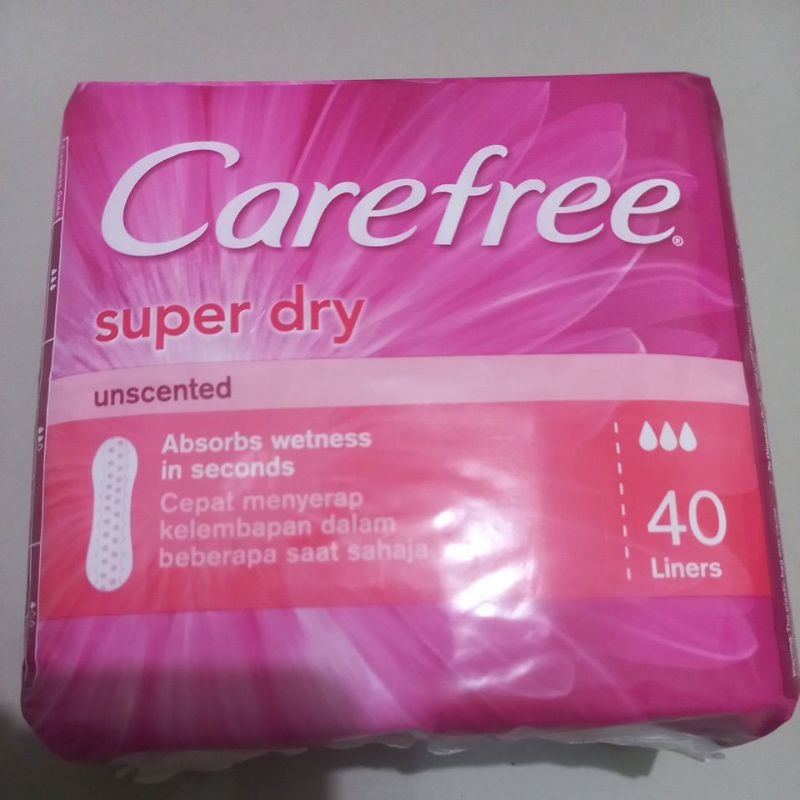 Carefree®
super dry
unscented
Absorbs wetness
in seconds
Cepat menyerap
kelembapan dalam
beberapa saat sahaja
40
Liners